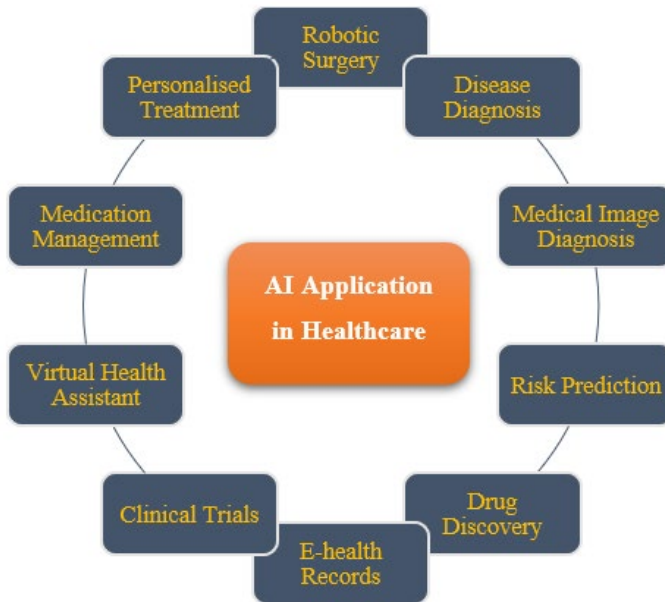 Robotic
Surgery
Disease
Diagnosis
Medical Image
Diagnosis
Risk Prediction
Drug
Discovery
E-health
Records
Clinical Trials
Virtual Health
Assistant
Medication
Management
Personalised
Treatment
AI Application
in Healthcare